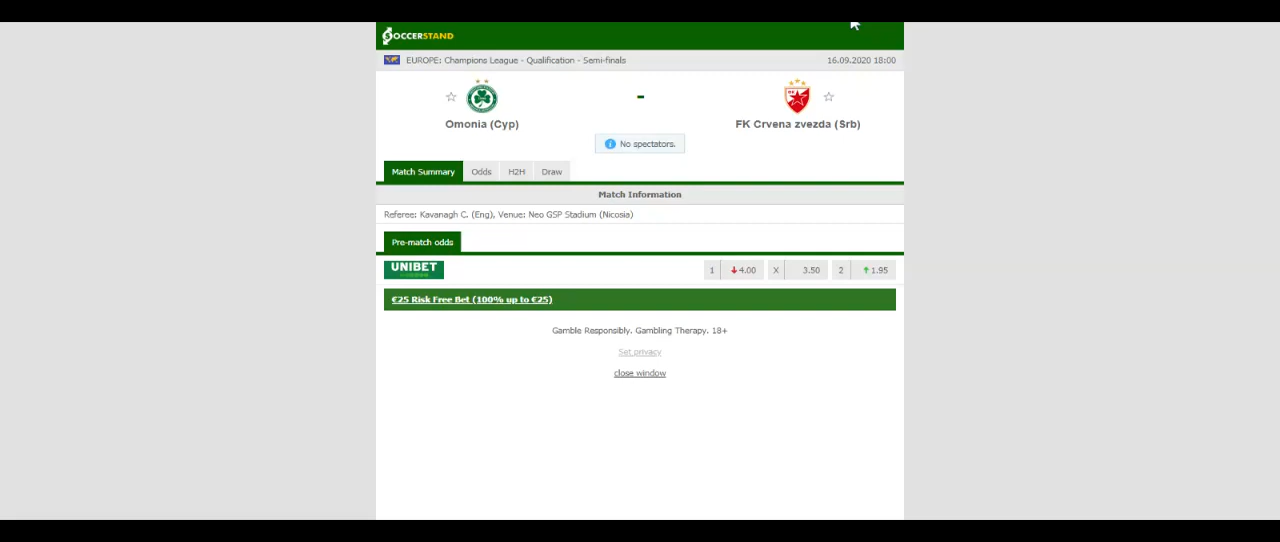 SOCCERSTAND
EUROPE: Champions League - Qualification - Semi-finals 16.09.2020 18:00
- 
Omonia (Cyp) FK Crvena zvezda (Srb)
No spectators.
Match Summary Odds H2H Draw
Match Information
Referee: Kavanagh C. (Eng), Venue: Neo GSP Stadium (Nicosia)
Pre-match odds
UNIBET 1 4.00 X 3.50 2 1.95
€25 Risk Free Bet (100% up to €25)
Gamble Responsibly. Gambling Therapy. 18+
Set privacy
close window